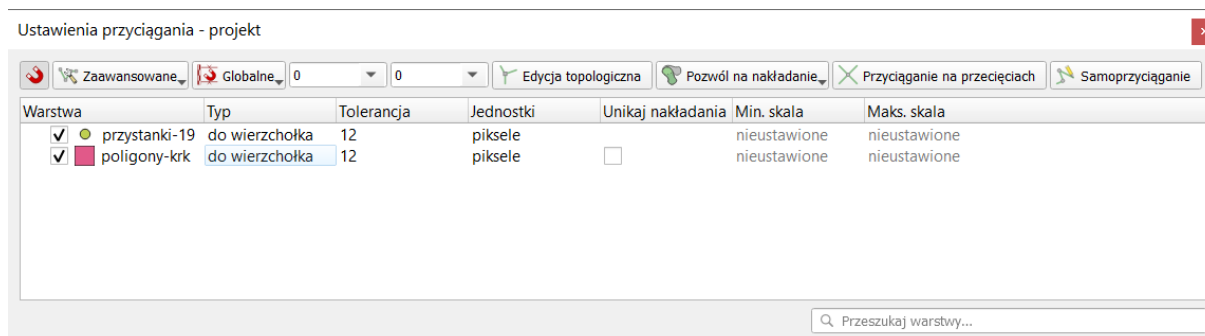 Ustawienia przyciągania - projekt
Zaawansowane Globalne 0 0 Edycja topologiczna Pozwól na nakładanie Przyciąganie na przecięciach Samoprzyciąganie
Warstwa Typ Tolerancja Jednostki Unikaj nakładania Min. skala Maks. skala
przystanki-19 do wierzchołka 12 piksele nieustawione nieustawione
poligony-krk do wierzchołka 12 piksele nieustawione nieustawione
Przeszukaj warstwy...